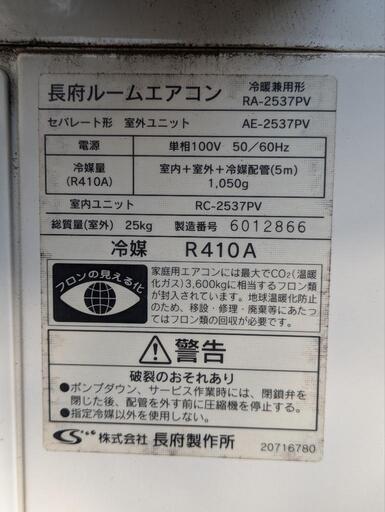 長府ルームエアコン
冷暖兼用形
RA-2537PV
セパレート形 室外ユニット AE-2537PV
電源 単相100V 50/60Hz
冷媒量
(R410A)
室内+室外+冷媒配管(5m)
1,050g
室内ユニット RC-2537PV
総質量(室外) 25kg 製造番号 6012866
冷媒 R410A
フロンの見える化
家庭用エアコンには最大でCO₂(温暖
化ガス)3,600kgに相当するフロン類
が封入されています。地球温暖化防止
のため、移設・修理・廃棄等にあたっ
てはフロン類の回収が必要です。
警告
破裂のおそれあり
●ポンプダウン、サービス作業時には、閉鎖弁を
閉じた後、配管を外す前に圧縮機を停止する。
●指定冷媒以外を使用しない。
株式会社 長府製作所
20716780